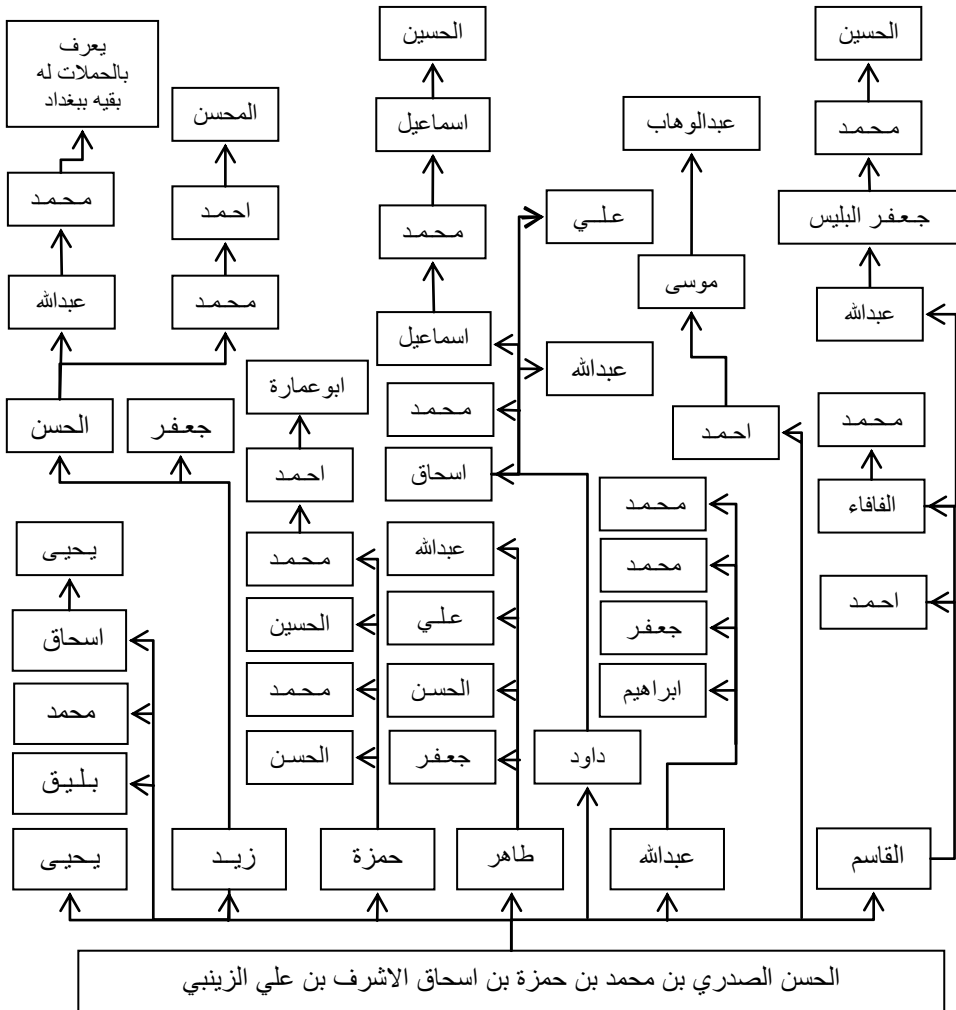 الحسين
الحسين
يعرف
بالحملات له
بقيه ببغداد
اسماعيل
عبدالوهاب
محمد
المحسن
محمد
احمد
محمد
علي
جعفر البليس
عبدالله
محمد
اسماعيل
موسى
عبدالله
ابوعمارة
عبدالله
الحسن
جعفر
محمد
احمد
محمد
احمد
اسحاق
محمد
الفافاء
يحيى
محمد
عبدالله
محمد
احمد
اسحاق
الحسين
علي
جعفر
محمد
محمد
الحسن
ابراهيم
بليق
الحسن
جعفر
داود
يحيى
زيد
حمزة
طاهر
عبدالله
القاسم
الحسن الصدري بن محمد بن حمزة بن اسحاق الاشرف بن علي الزينبي